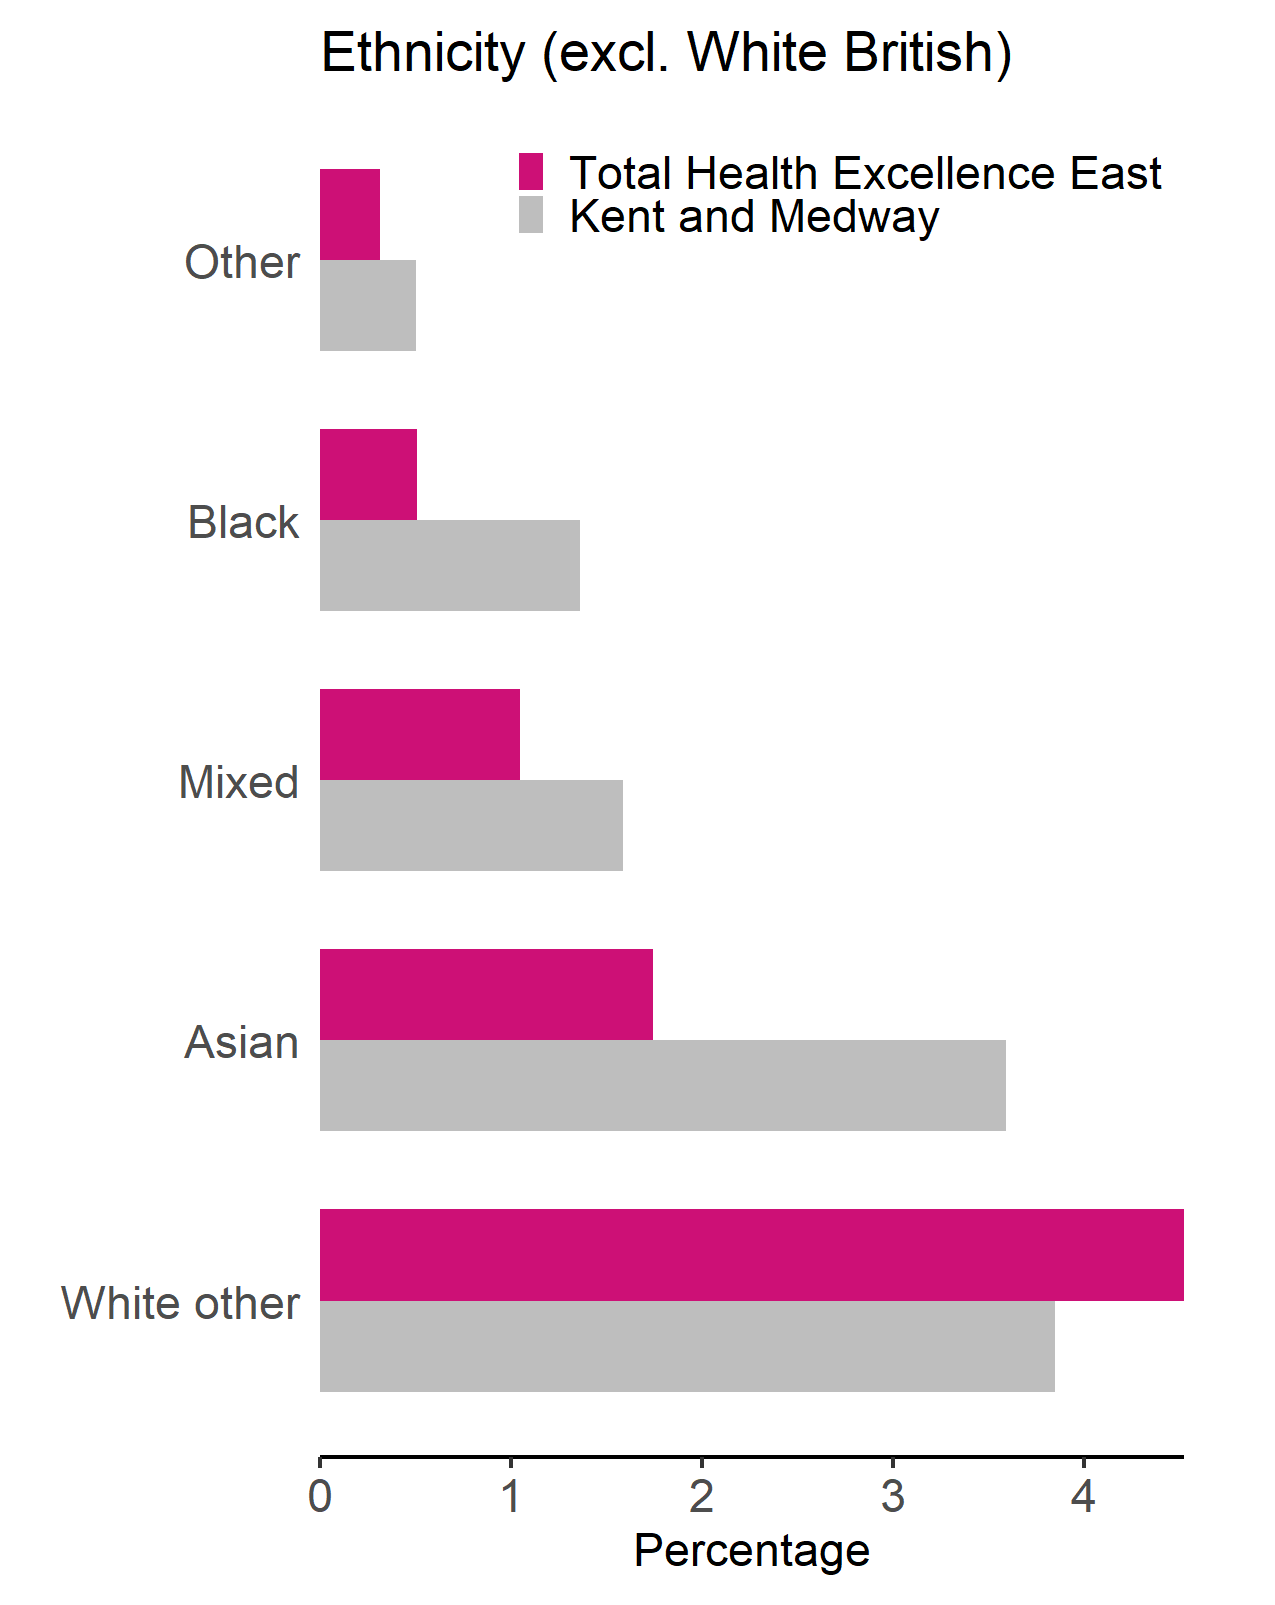 Ethnicity (excl. White British)
Total Health Excellence East
Kent and Medway
Other
Black
Mixed
Asian
White other
0 1 2 3 4
Percentage